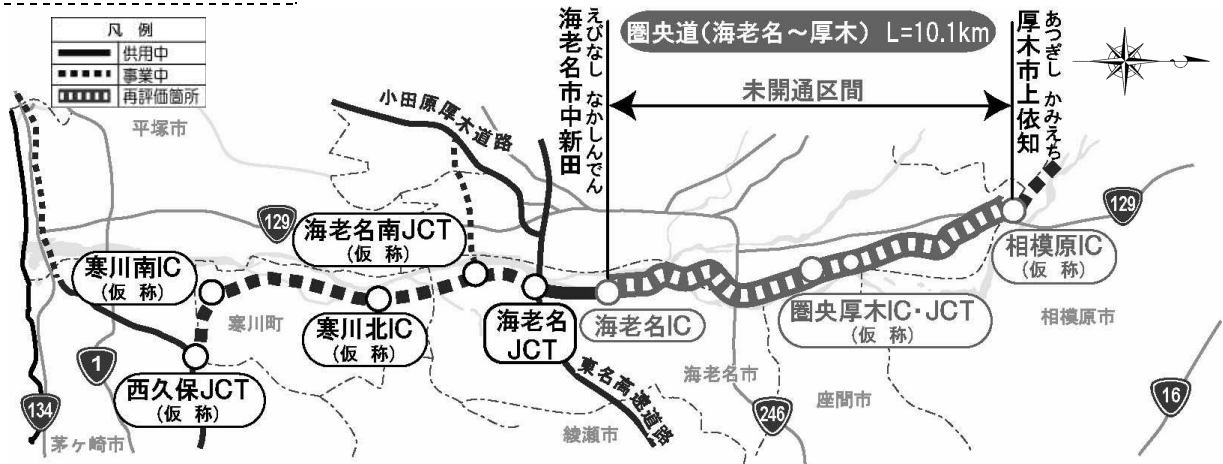 凡 例
供用中
事業中
再評価箇所
圏央道(海老名～厚木) L=10.1km
未開通区間
えびなし なかしんでん
海老名市中新田
あつぎし かみえち
厚木市上依知
平塚市
小田原厚木道路
129
海老名南JCT
(仮 称)
寒川南IC
(仮 称)
寒川町
寒川北IC
(仮 称)
海老名
JCT
海老名IC
圏央厚木IC・JCT
(仮 称)
相模原IC
(仮 称)
129
相模原市
西久保JCT
(仮 称)
1
134
茅ヶ崎市
東名高速道路
綾瀬市
海老名市
246
座間市
16